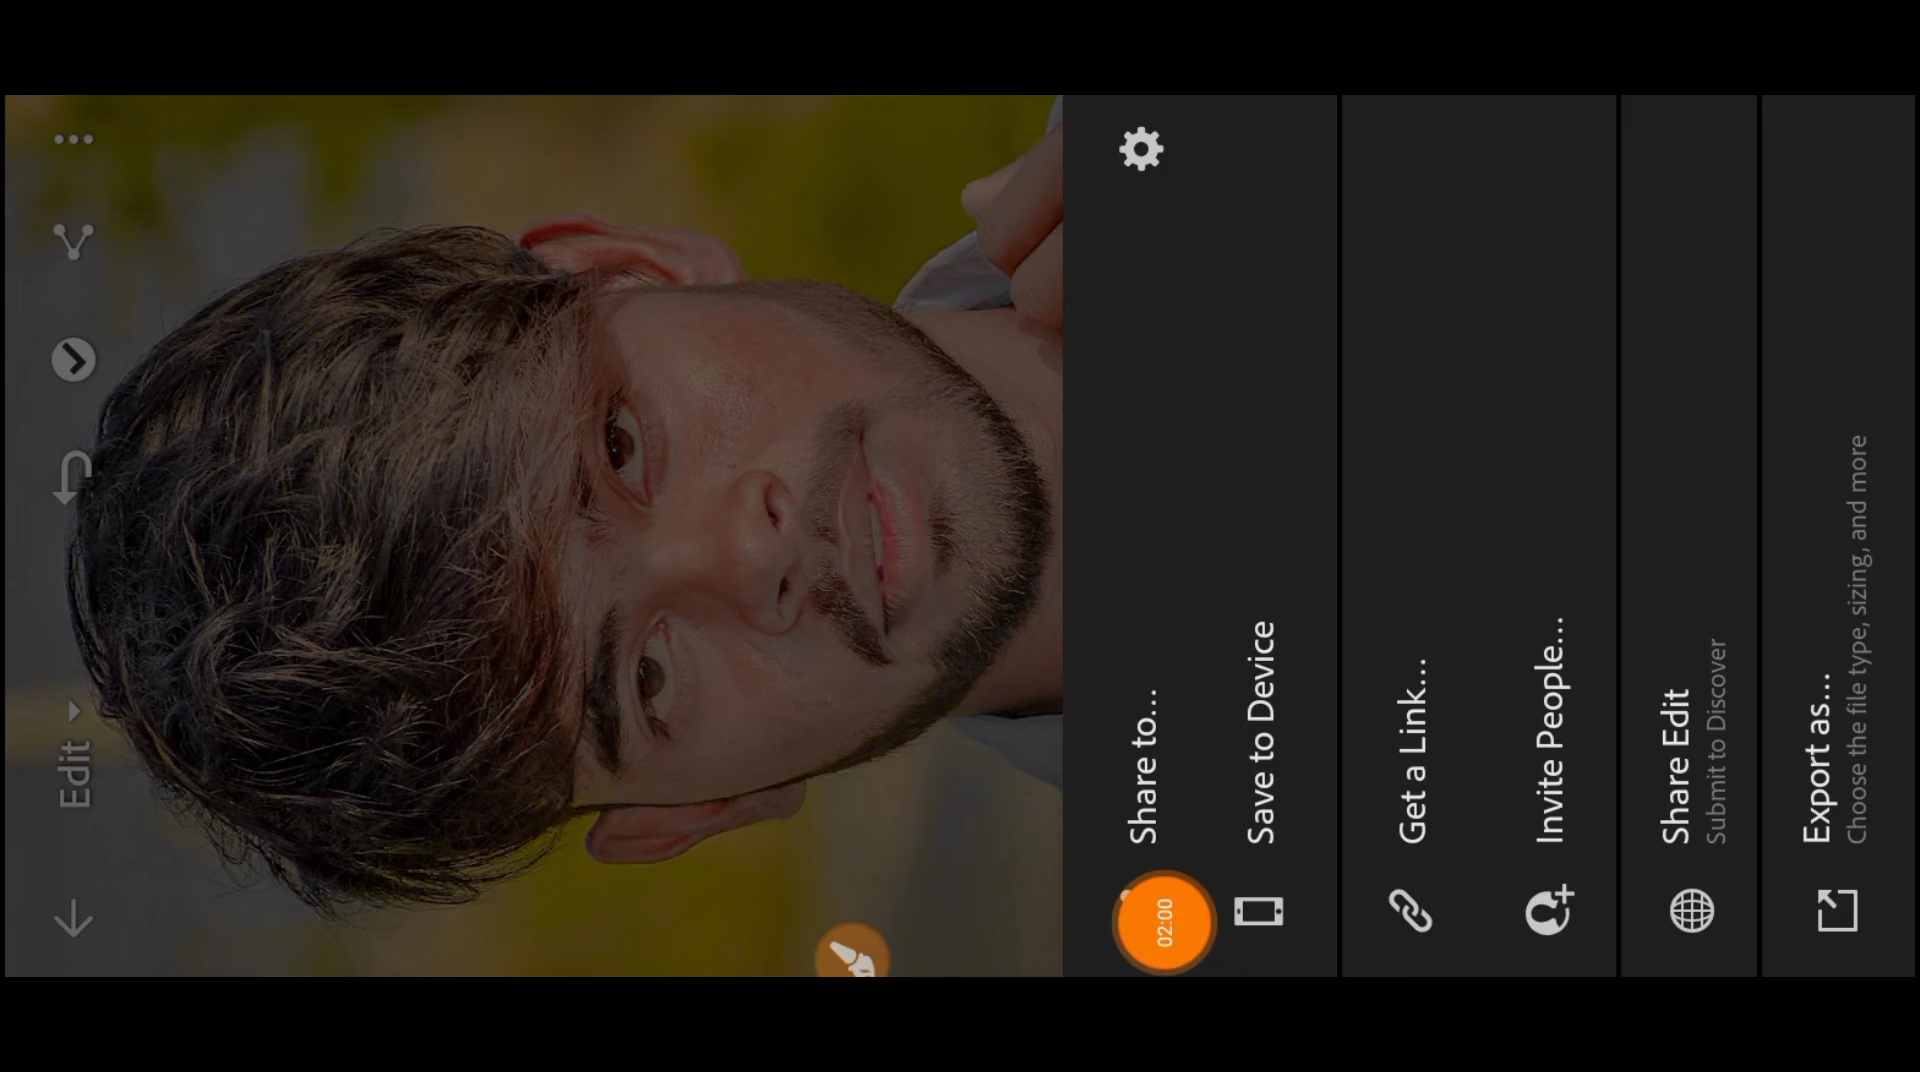 Edit
Share to...
02:00
Save to Device
Get a Link...
Invite People...
Share Edit
Submit to Discover
Export as...
Choose the file type, sizing, and more